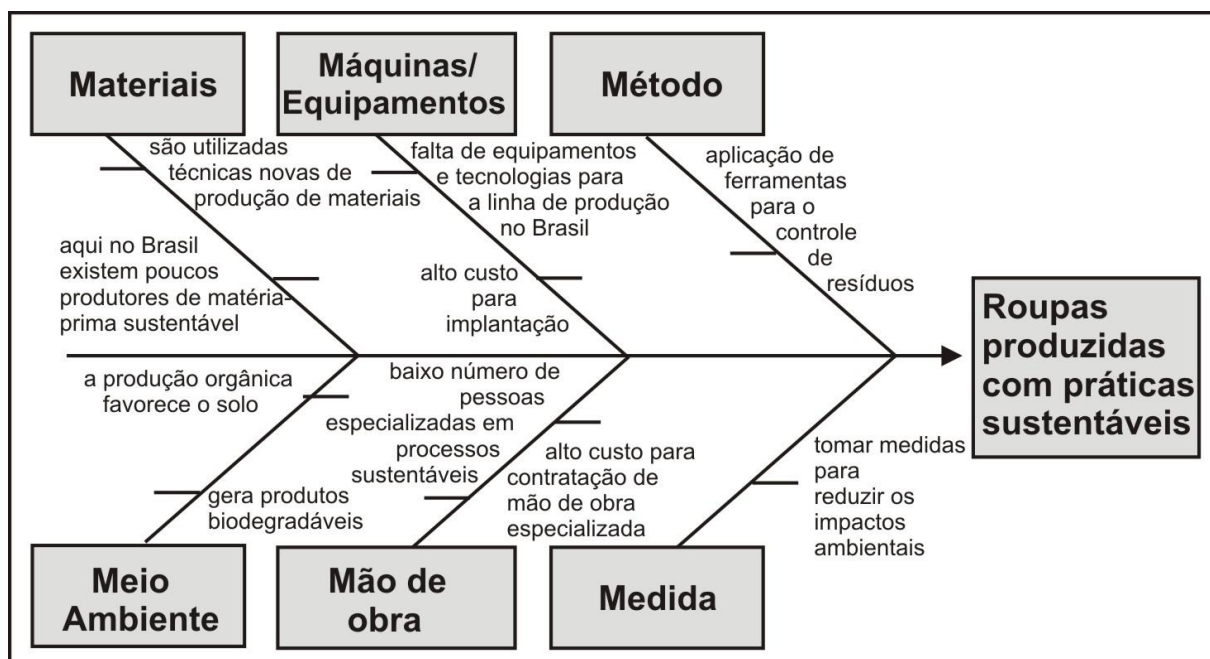 Materiais
Máquinas/
Equipamentos
Método
são utilizadas
técnicas novas de
produção de materiais
aqui no Brasil
existem poucos
produtores de matéria-
prima sustentável
falta de equipamentos
e tecnologias para
a linha de produção
no Brasil
alto custo
para
implantação
aplicação de
ferramentas
para o
controle
de
resíduos
Roupas
produzidas
com práticas
sustentáveis
a produção orgânica
favorece o solo
gera produtos
biodegradáveis
baixo número de
pessoas
especializadas em
processos
sustentáveis
alto custo para
contratação de
mão de obra
especializada
tomar medidas
para
reduzir os
impactos
ambientais
Meio
Ambiente
Mão de
obra
Medida